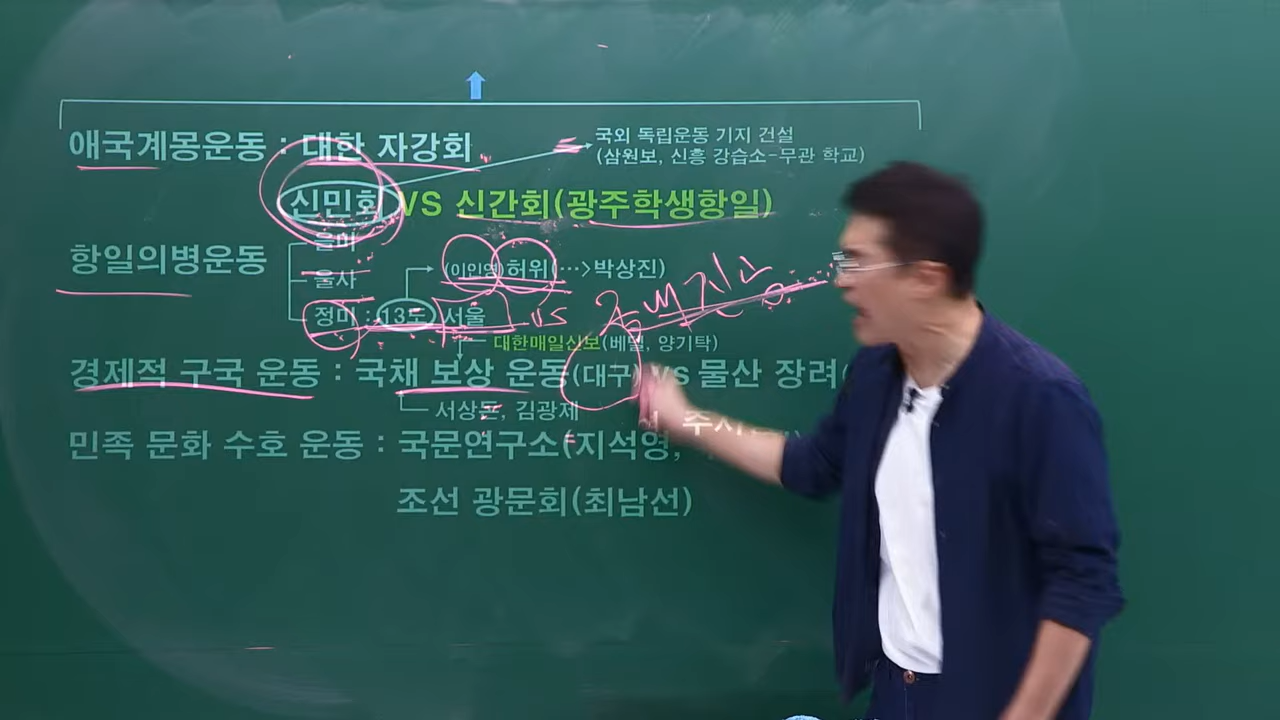 애국계몽운동 : 대한 자강회
국외 독립운동 기지 건설
(삼원보, 신흥 강습소-무관 학교)
신민회 VS 신간회(광주학생항일)
을미
항일의병운동
(이인영)허위(…>박상진)
을사
정미 : 13도 서울 VS
대한매일신보(베델, 양기탁)
경제적 구국 운동 : 국채 보상 운동(대구) VS 물산 장려(
서상돈, 김광제
민족 문화 수호 운동 : 국문연구소(지석영, 주시
조선 광문회(최남선)